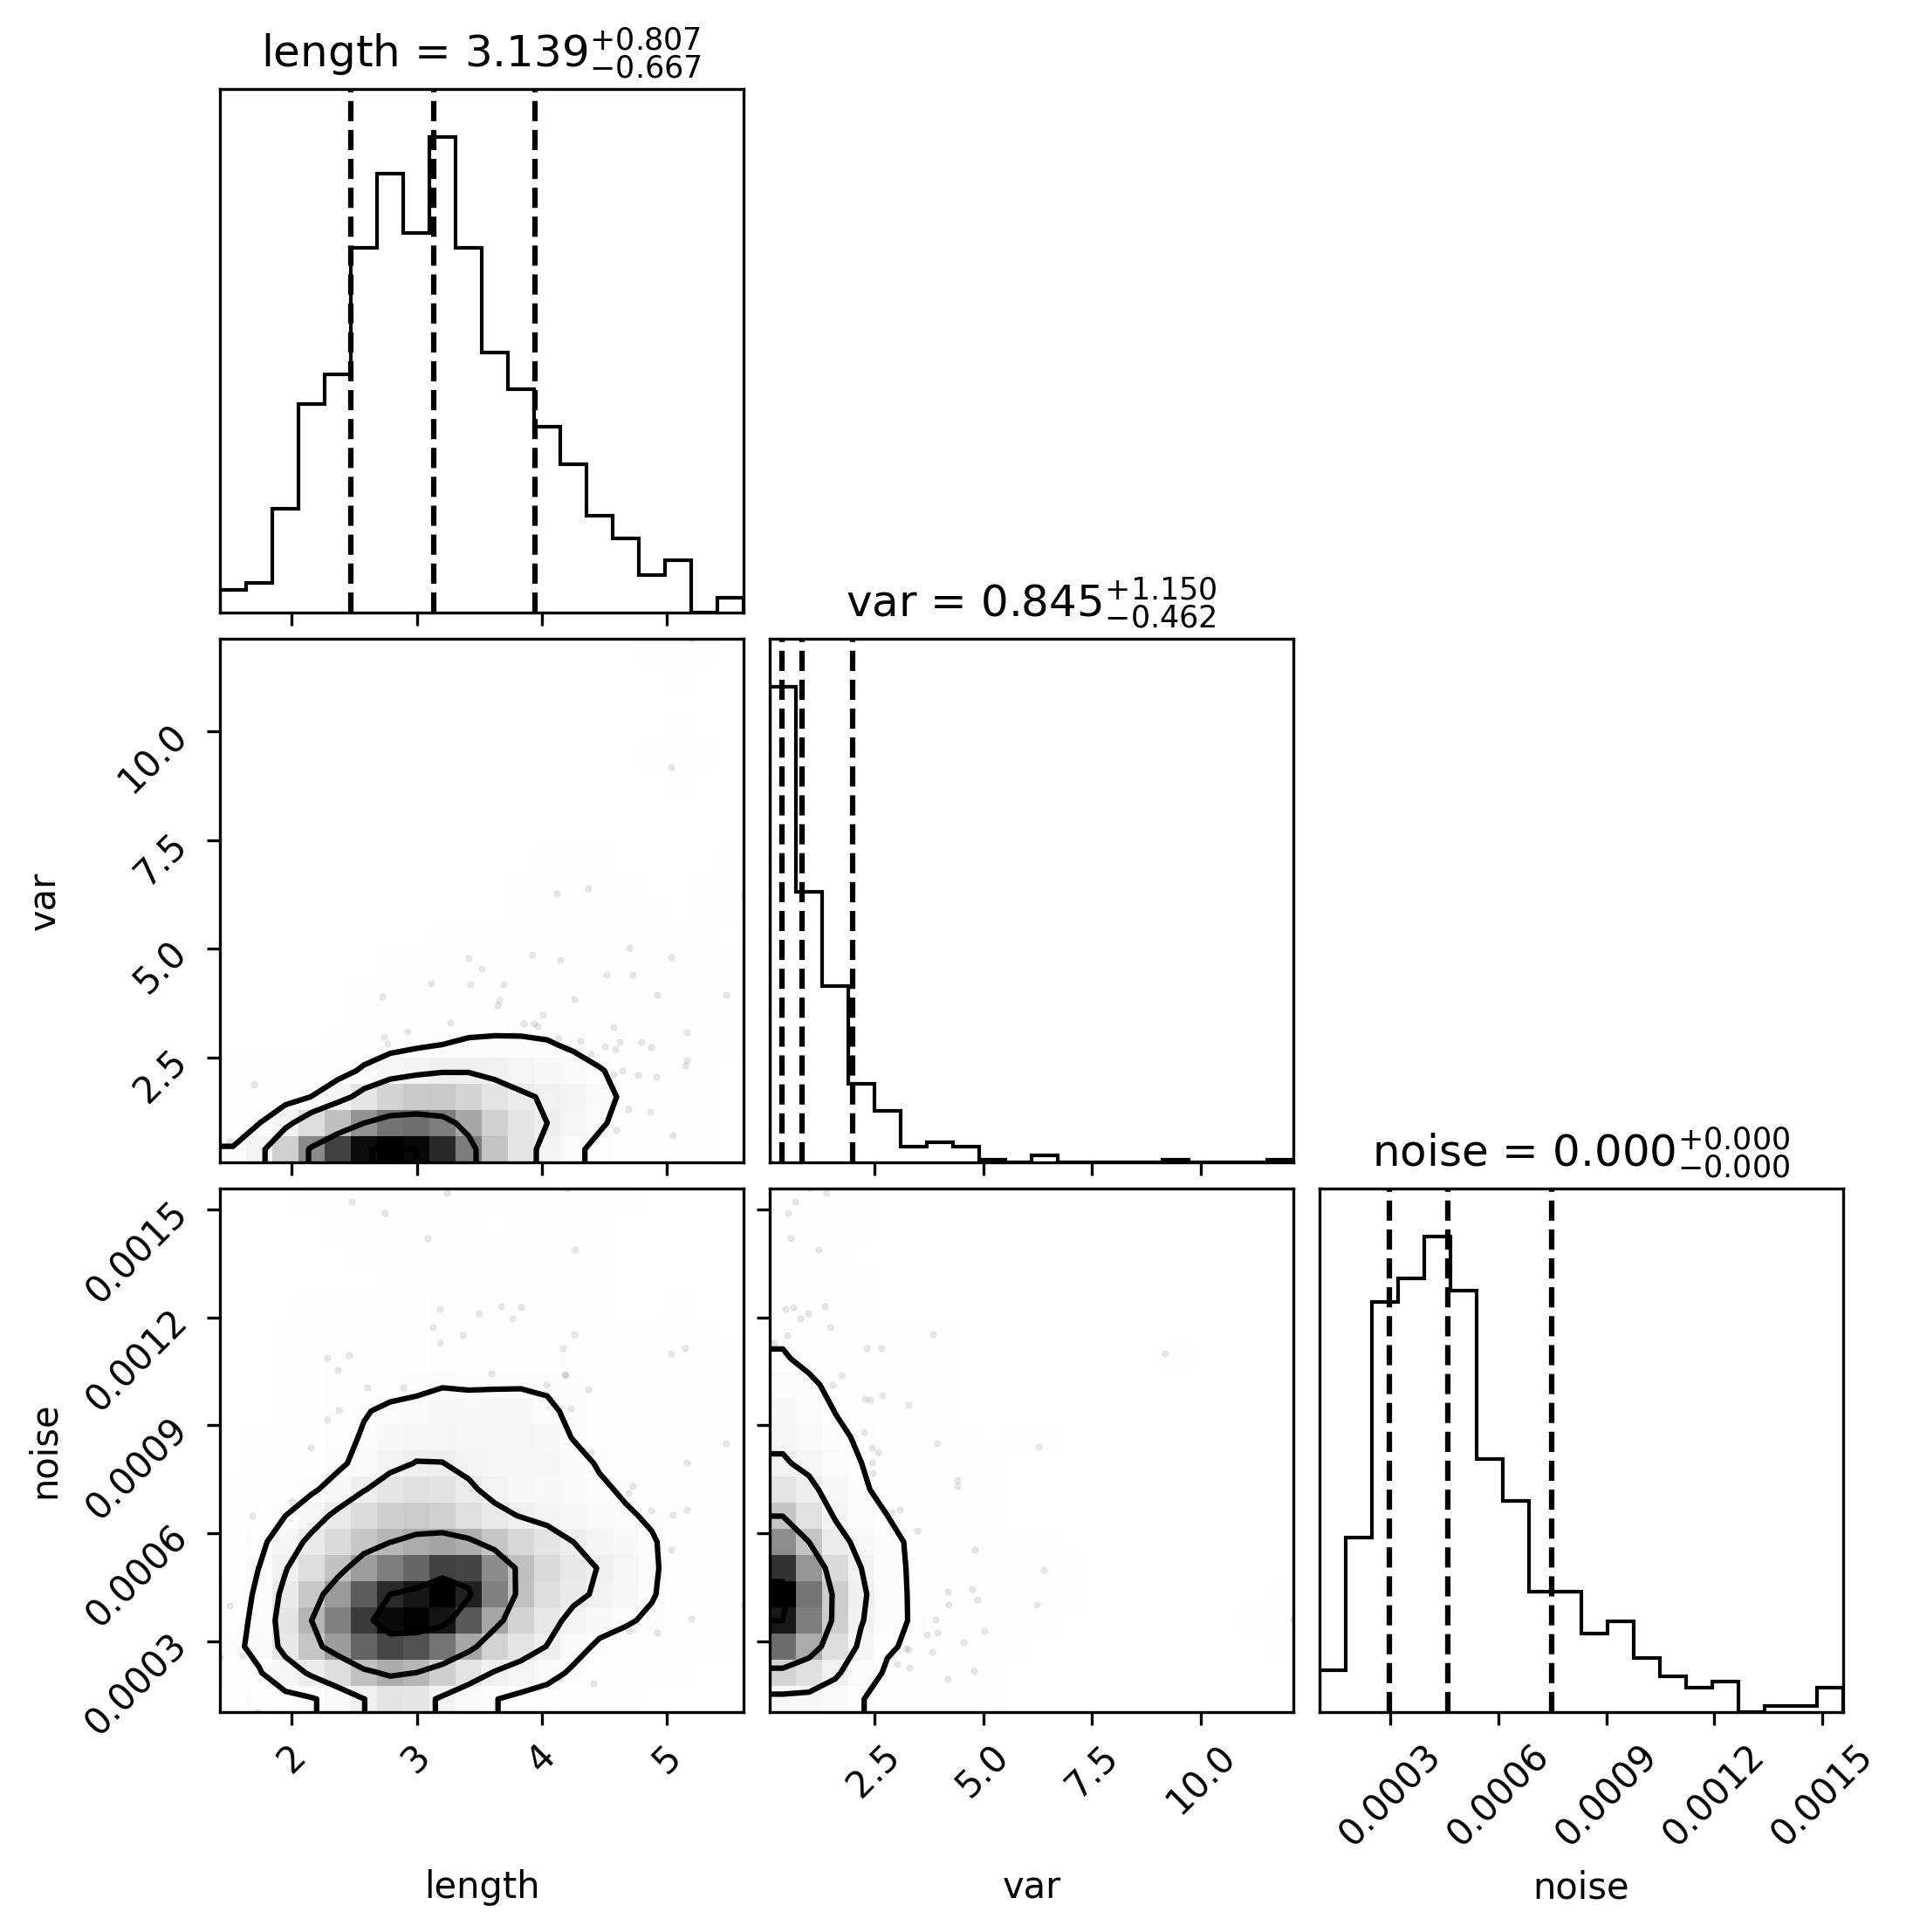 length = 3.139 +0.807 −0.667
var = 0.845 +1.150 −0.462
10.0
7.5
5.0
2.5
var
noise = 0.000 +0.000 −0.000
0.0015
0.0012
0.0009
0.0006
0.0003
noise
2 3 4 5
2.5 5.0 7.5 10.0
0.0003 0.0006 0.0009 0.0012 0.0015
length
var
noise